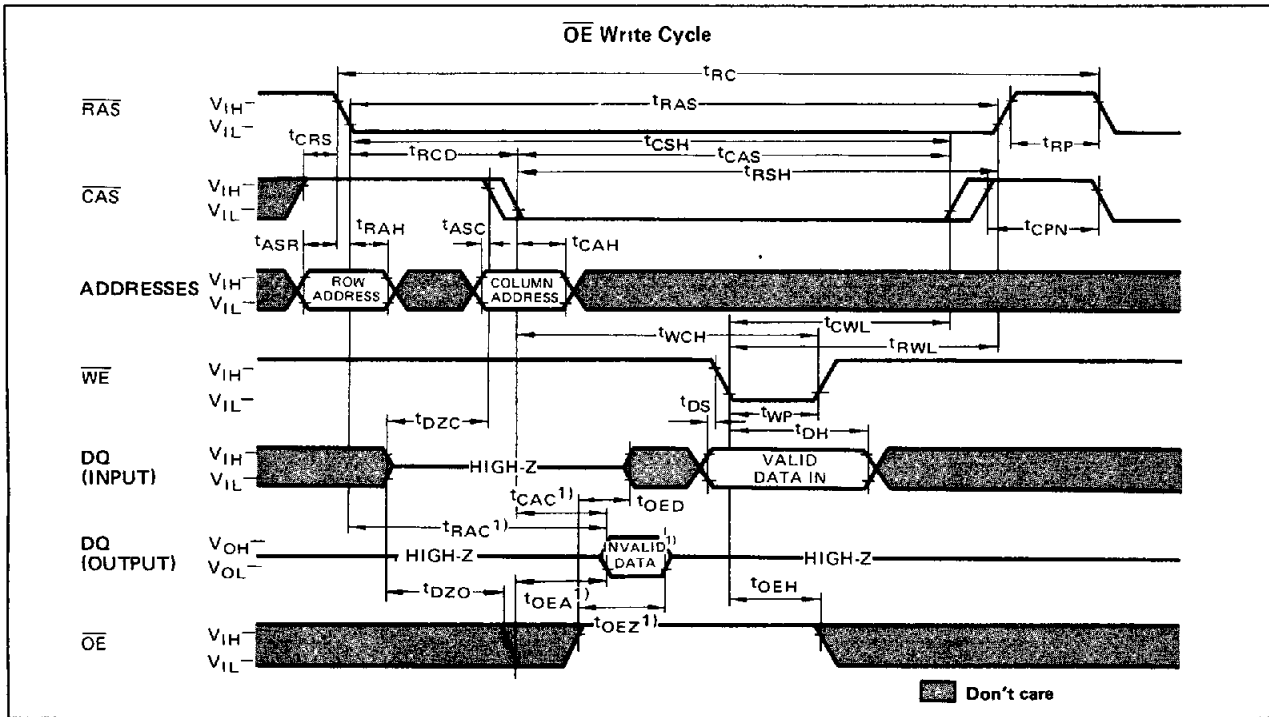 OE Write Cycle
tRC
RAS
VIH
VIL
tRAS
tCRS
tRCD
tCSH
tCAS
tRP
tRSH
CAS
VIH
VIL
tASR
tRAH
tASC
tCAH
tCPN
ADDRESSES
VIH
VIL
ROW
ADDRESS
COLUMN
ADDRESS
tWCH
tCWL
tRWL
WE
VIH
VIL
tDZC
tDS
tWP
tDH
DQ
(INPUT)
VIH
VIL
HIGH-Z
VALID
DATA IN
tCAC1)
tOED
tRAC1)
DQ
(OUTPUT)
VOH
VOL
HIGH-Z
INVALID1)
DATA
HIGH-Z
tDZO
tOEA1)
tOEH
tOEZ1)
OE
VIH
VIL
Don't care